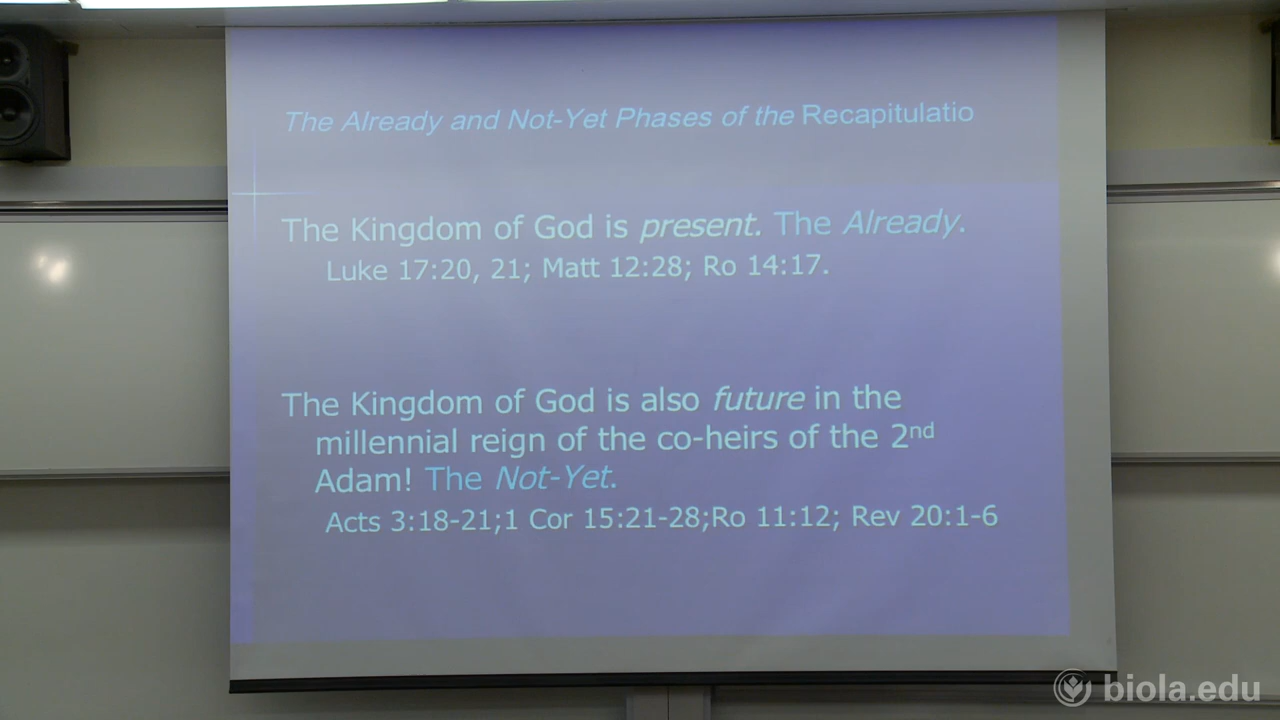 The Already and Not-Yet Phases of the Recapitulatio
The Kingdom of God is present. The Already.
Luke 17:20, 21; Matt 12:28; Ro 14:17.
The Kingdom of God is also future in the
millennial reign of the co-heirs of the 2nd
Adam! The Not-Yet.
Acts 3:18-21;1 Cor 15:21-28;Ro 11:12; Rev 20:1-6
biola.edu